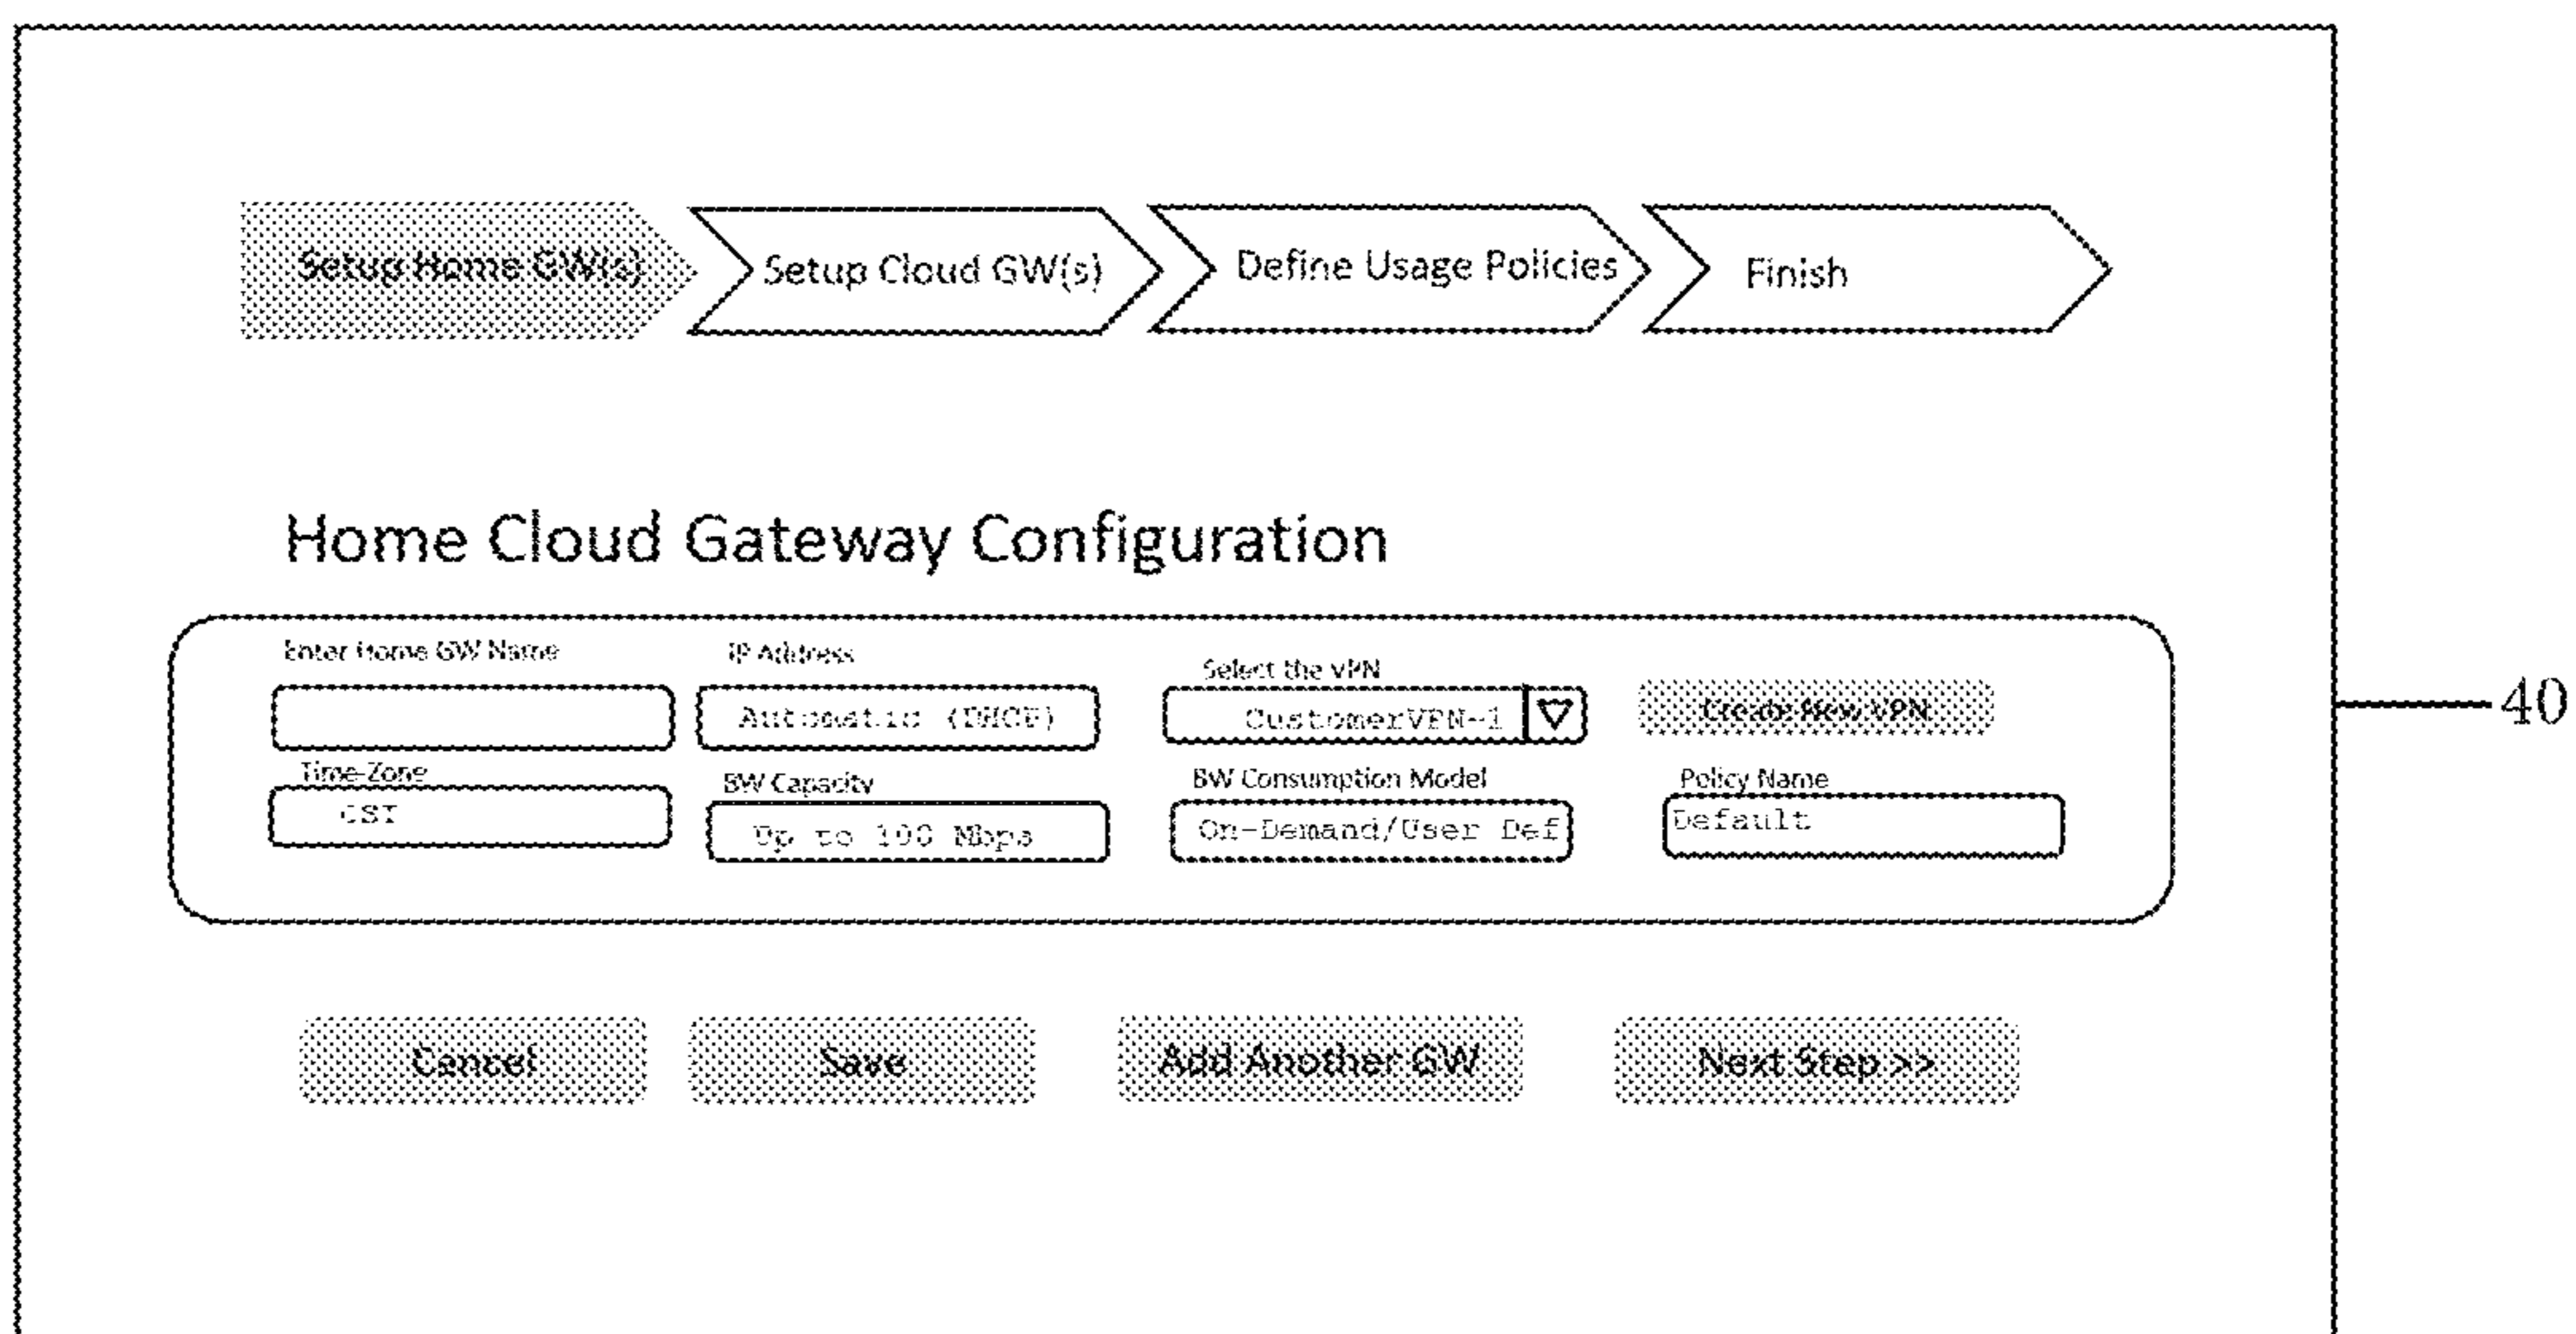 Setup Home GW(s) Setup Cloud GW(s) Define Usage Policies Finish
Home Cloud Gateway Configuration
Enter Home GW Name IP Address Select the VPN
Automatic (DHCP) CustomerVPN-1 Create New VPN
40
Time-Zone BW Capacity BW Consumption Model Policy Name
CST Up to 100 Mbps On-Demand/User Def Default
Cancel Save Add Another GW Next Step >>